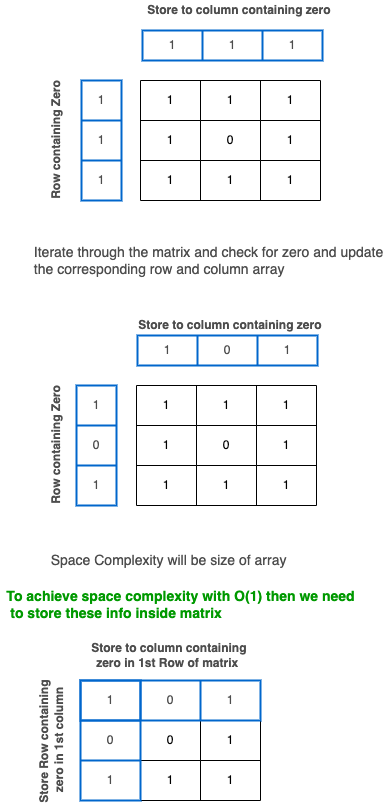 Store to column containing zero
1 1 1
Row containing Zero
1 1 1 1
1 1 0 1
1 1 1 1
Iterate through the matrix and check for zero and update
the corresponding row and column array
Store to column containing zero
1 0 1
Row containing Zero
1 1 1 1
0 1 0 1
1 1 1 1
Space Complexity will be size of array
To achieve space complexity with O(1) then we need
to store these info inside matrix
Store to column containing
zero in 1st Row of matrix
Store Row containing
zero in 1st column
1 0 1
0 0 1
1 1 1